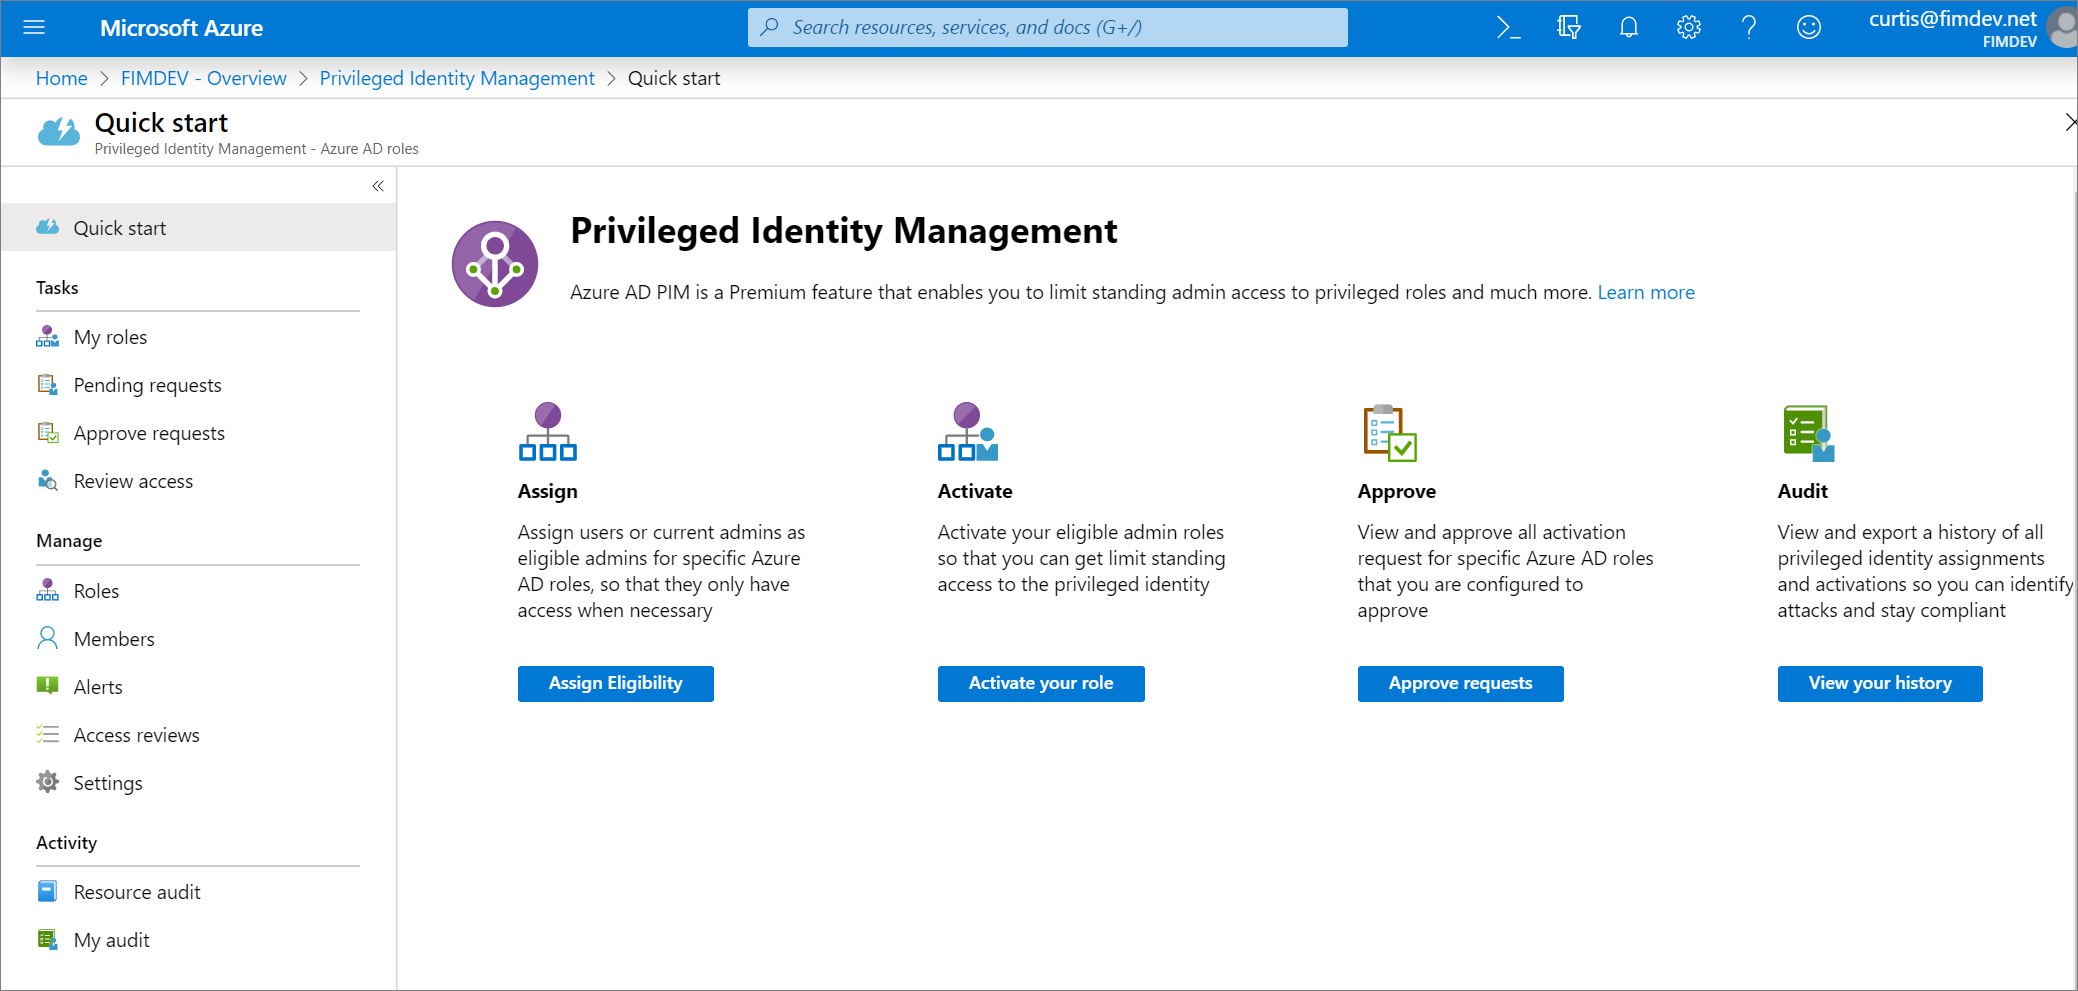 Microsoft Azure
Search resources, services, and docs (G+/)
curtis@fimdev.net
FIMDEV
Home > FIMDEV - Overview > Privileged Identity Management > Quick start
Quick start
Privileged Identity Management - Azure AD roles
Quick start
Tasks
My roles
Pending requests
Approve requests
Review access
Manage
Roles
Members
Alerts
Access reviews
Settings
Activity
Resource audit
My audit
Privileged Identity Management
Azure AD PIM is a Premium feature that enables you to limit standing admin access to privileged roles and much more. Learn more
Assign
Assign users or current admins as
eligible admins for specific Azure
AD roles, so that they only have
access when necessary
Assign Eligibility
Activate
Activate your eligible admin roles
so that you can get limit standing
access to the privileged identity
Activate your role
Approve
View and approve all activation
request for specific Azure AD roles
that you are configured to
approve
Approve requests
Audit
View and export a history of all
privileged identity assignments
and activations so you can identify
attacks and stay compliant
View your history